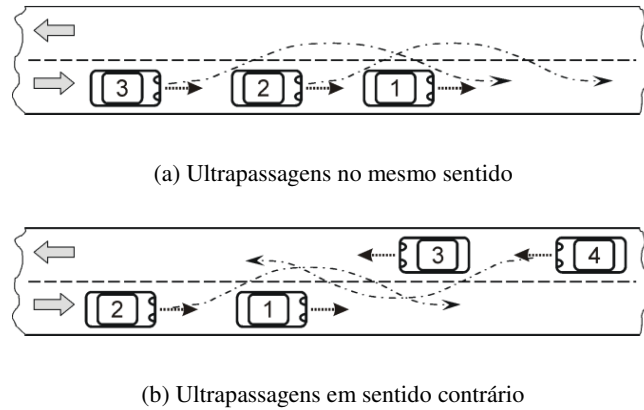 3 2 1
(a) Ultrapassagens no mesmo sentido
3 4
2 1
(b) Ultrapassagens em sentido contrário